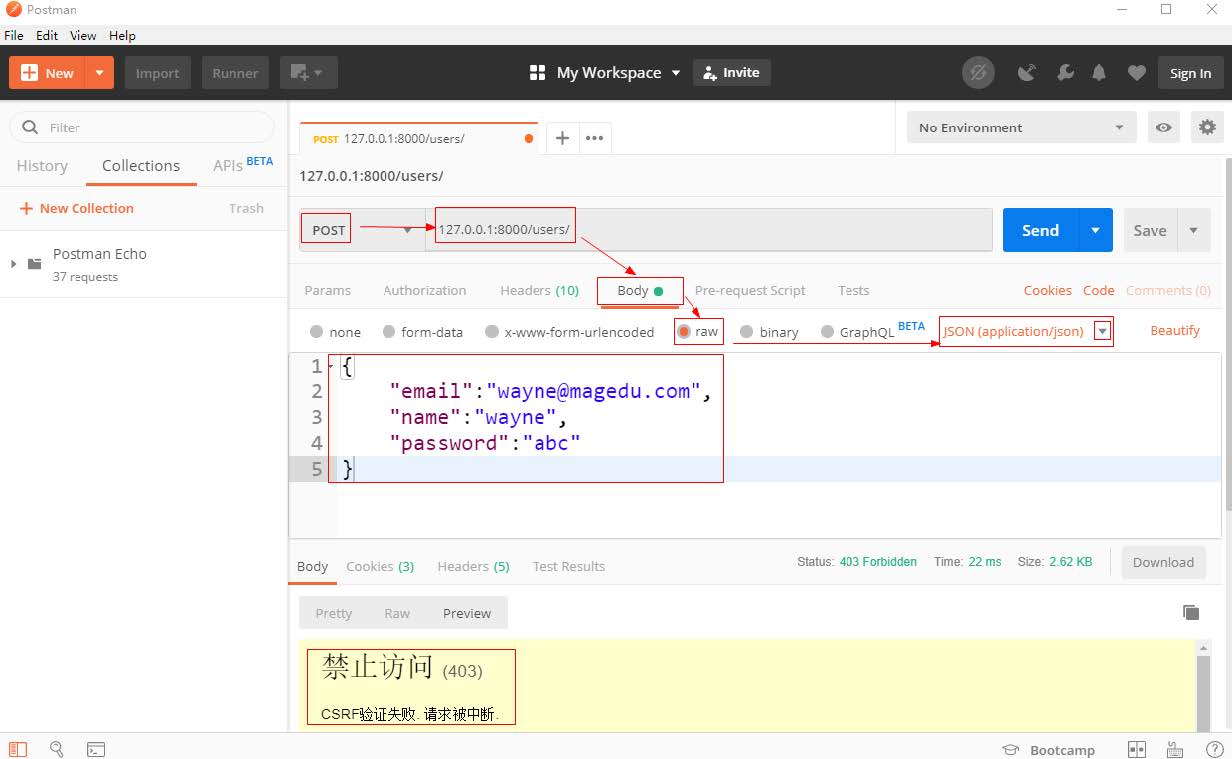 Postman
File Edit View Help
New Import Runner My Workspace Invite Sign In
Filter
History Collections APIs BETA
New Collection Trash
Postman Echo
37 requests
POST 127.0.0.1:8000/users/ No Environment
127.0.0.1:8000/users/
POST 127.0.0.1:8000/users/ Send Save
Params Authorization Headers (10) Body Pre-request Script Tests Cookies Code Comments (0)
none form-data x-www-form-urlencoded raw binary GraphQL BETA JSON (application/json) Beautify
1 {
2 "email":"wayne@magedu.com",
3 "name":"wayne",
4 "password":"abc"
5 }
Body Cookies (3) Headers (5) Test Results Status: 403 Forbidden Time: 22 ms Size: 2.62 KB Download
Pretty Raw Preview
禁止访问 (403)
CSRF验证失败. 请求被中断.
Bootcamp